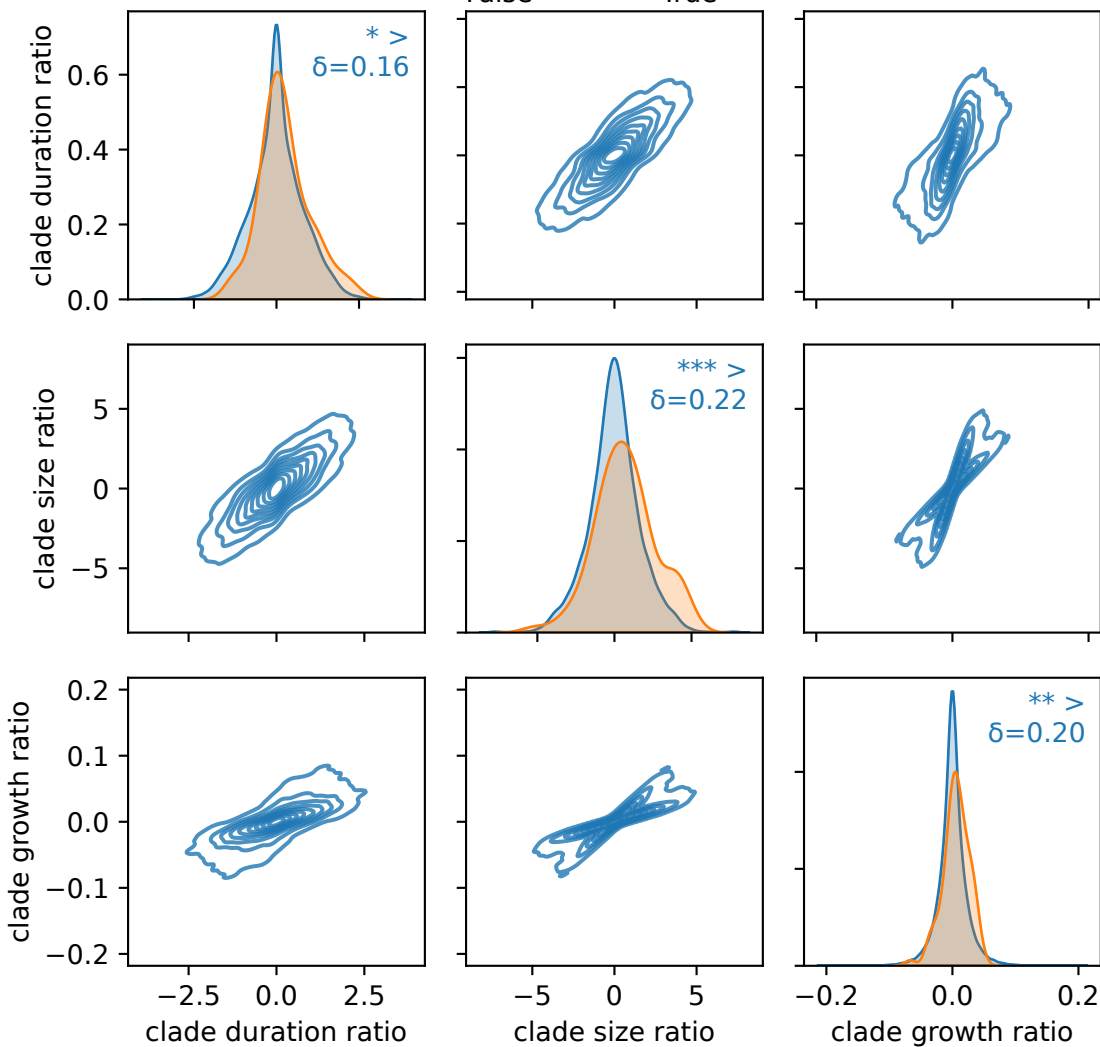 True
* >
δ=0.16
clade duration ratio
0.6
0.4
0.2
0.0
*** >
δ=0.22
clade size ratio
5
0
−5
** >
δ=0.20
clade growth ratio
0.2
0.1
0.0
−0.1
−0.2
−2.5 0.0 2.5 −5 0 5 −0.2 0.0 0.2
clade duration ratio clade size ratio clade growth ratio